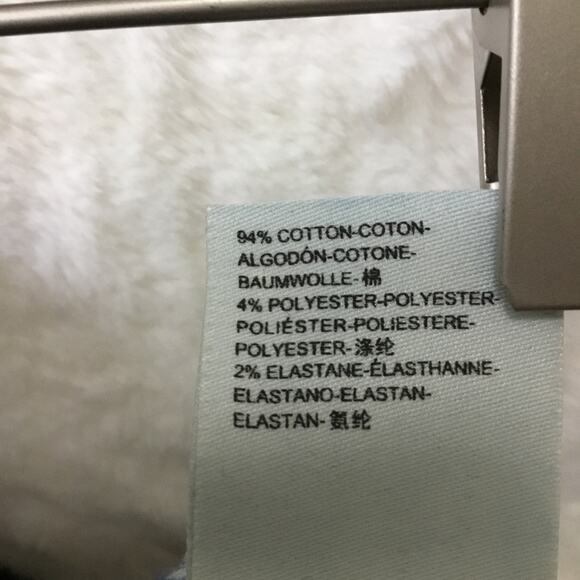 94% COTTON-COTON-
ALGODÓN-COTONE-
BAUMWOLLE-棉
4% POLYESTER-POLYESTER-
POLIÉSTER-POLIESTERE-
POLYESTER-涤纶
2% ELASTANE-ÉLASTHANNE-
ELASTANO-ELASTAN-
ELASTAN-氨纶